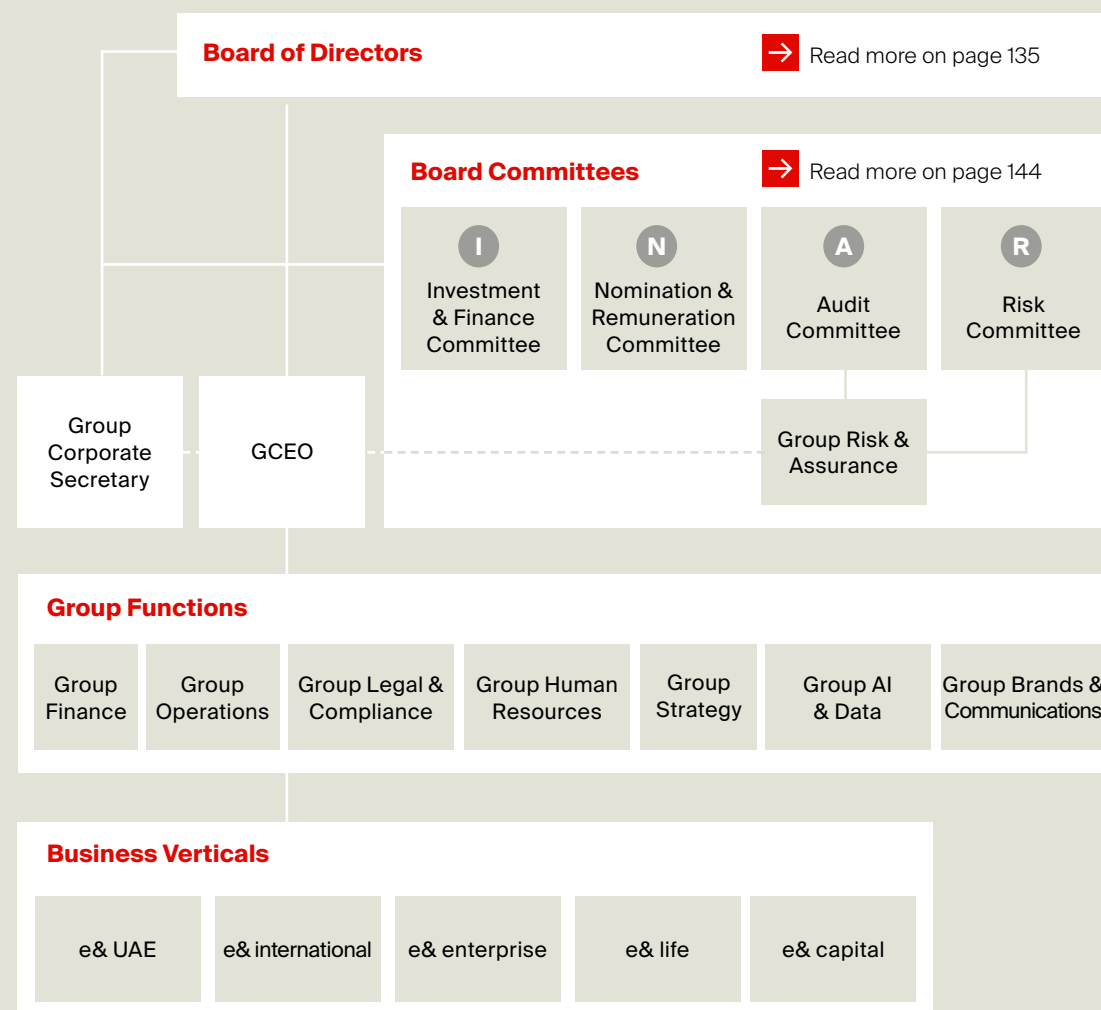 Board of Directors
Read more on page 135
Board Committees
Read more on page 144
I
Investment
& Finance
Committee
N
Nomination &
Remuneration
Committee
A
Audit
Committee
R
Risk
Committee
Group
Corporate
Secretary
GCEO
Group Risk &
Assurance
Group Functions
Group
Finance
Group
Operations
Group Legal &
Compliance
Group Human
Resources
Group
Strategy
Group AI
& Data
Group Brands &
Communications
Business Verticals
e& UAE
e& international
e& enterprise
e& life
e& capital